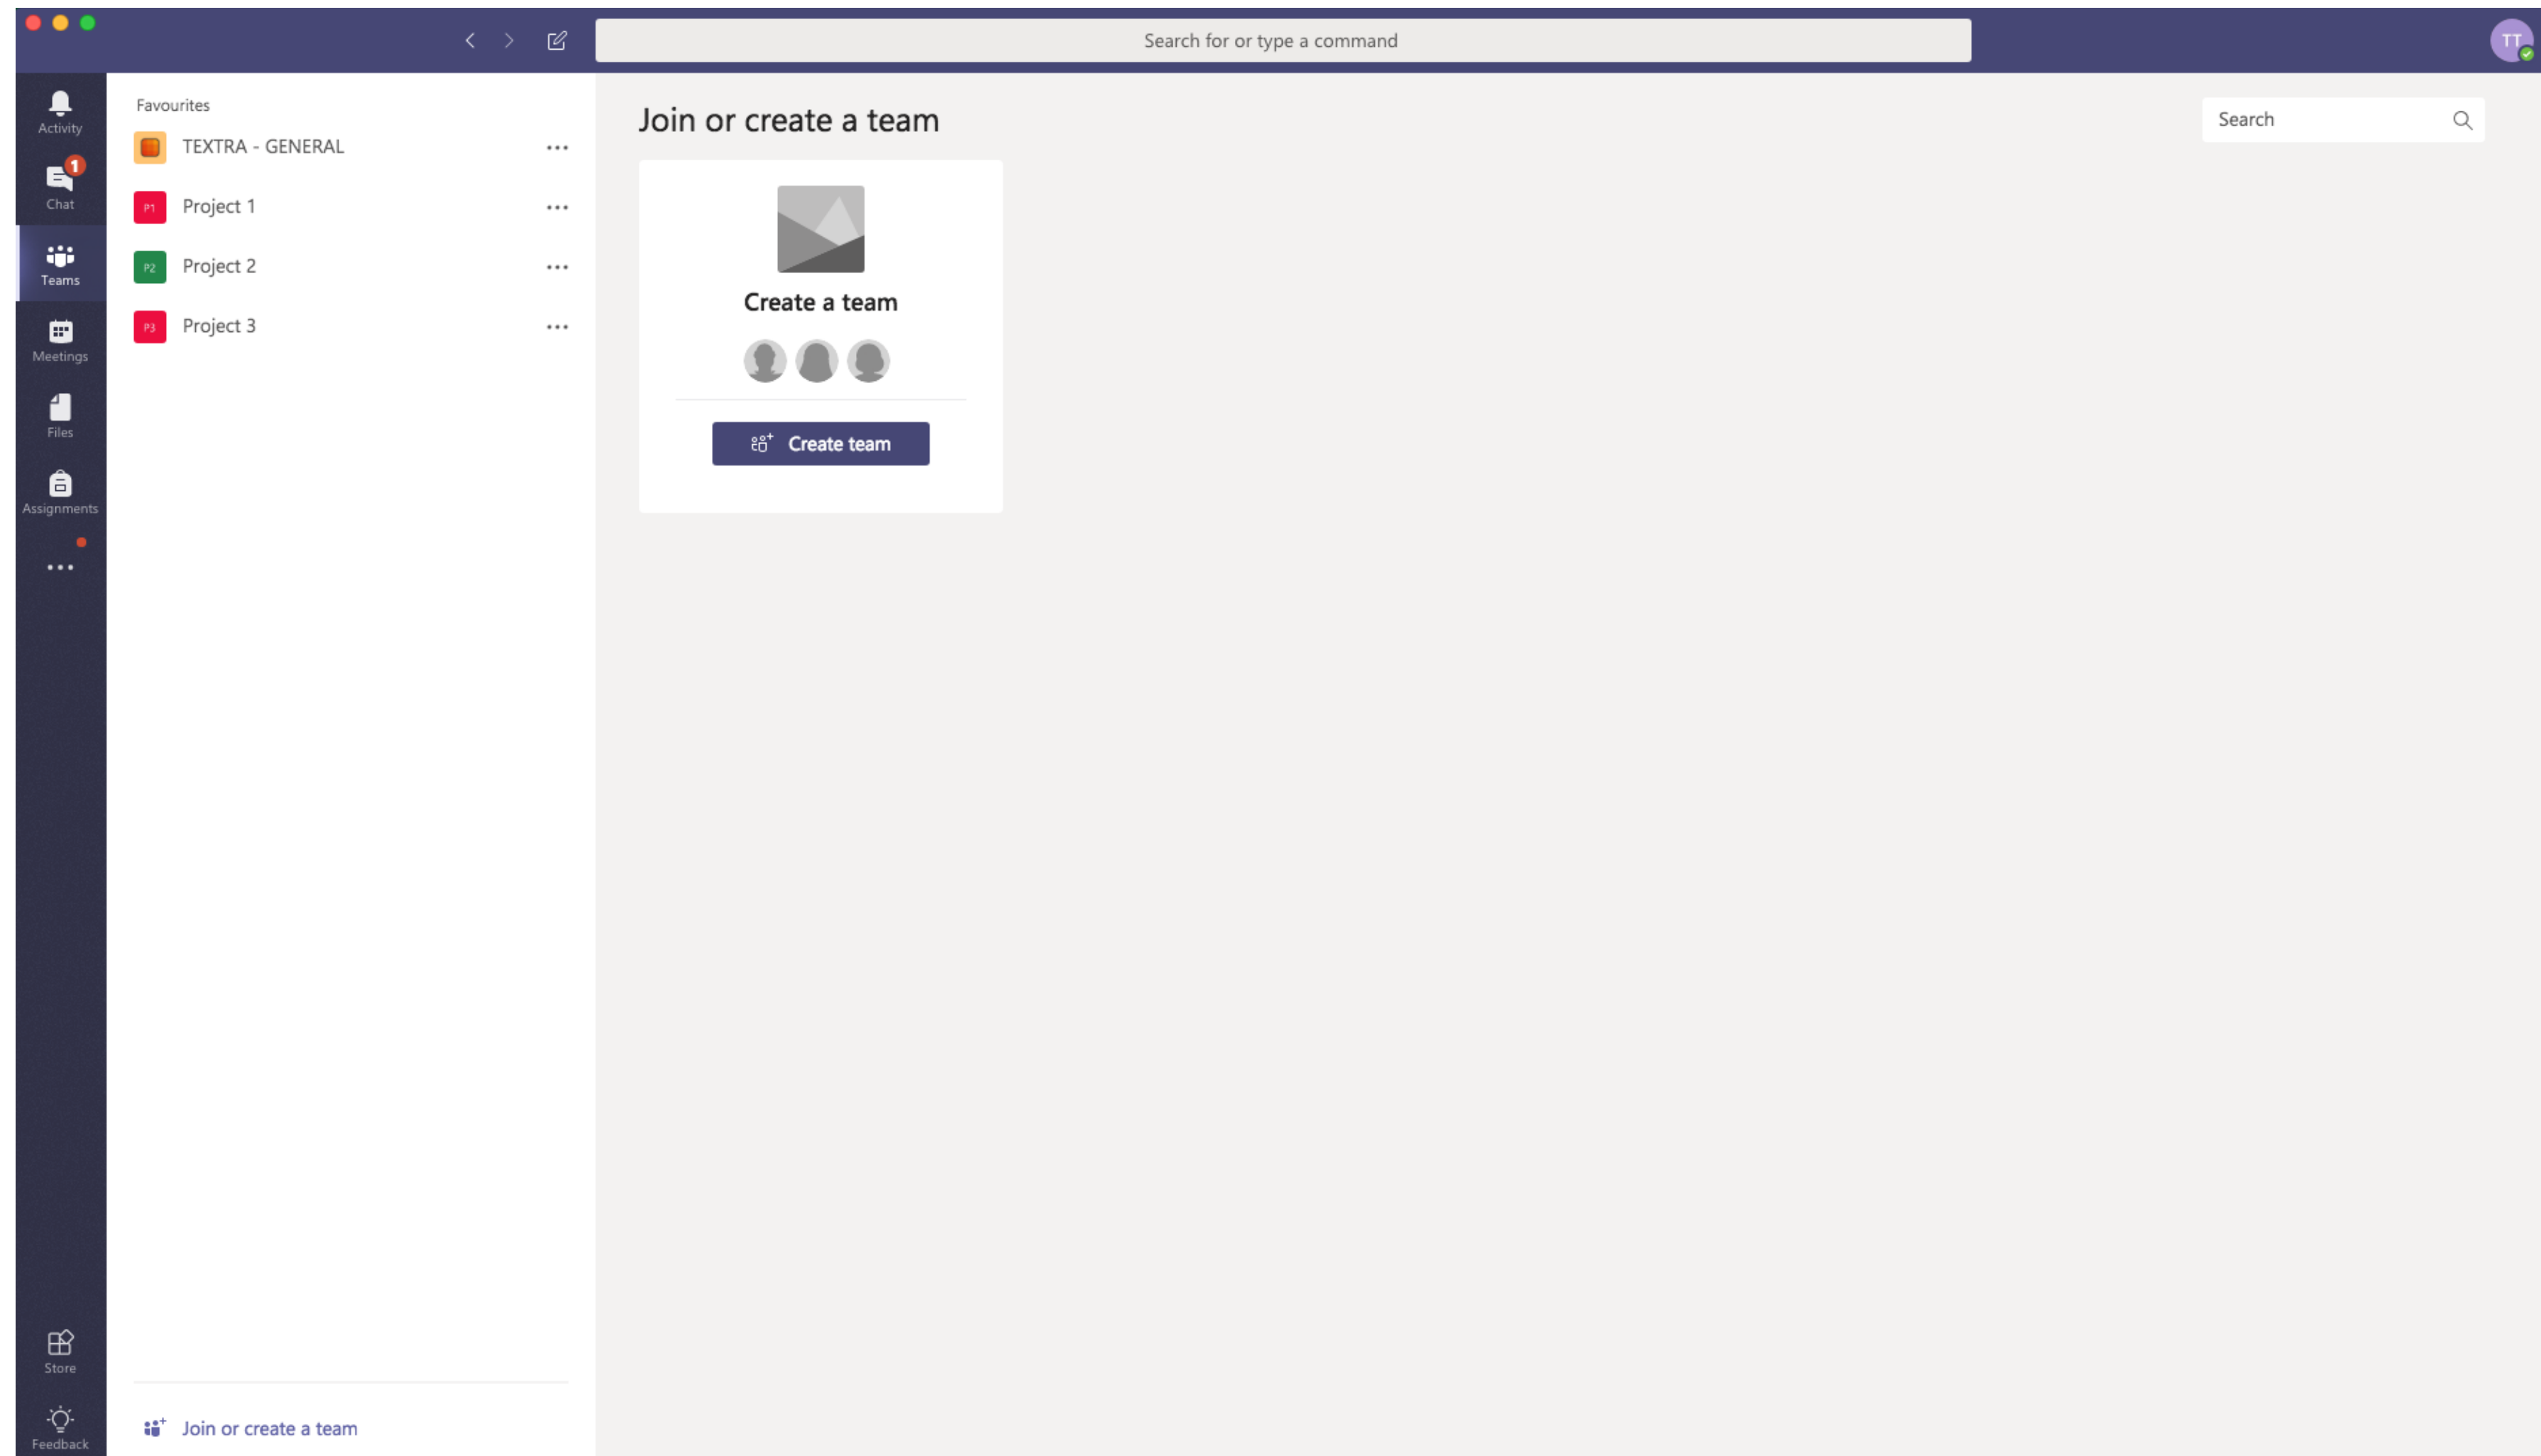 Search for or type a command
TT
Activity
1
Chat
Teams
Meetings
Files
Assignments
Store
Feedback
Favourites
TEXTRA - GENERAL
P1 Project 1
P2 Project 2
P3 Project 3
Join or create a team
Join or create a team
Search
Create a team
Create team